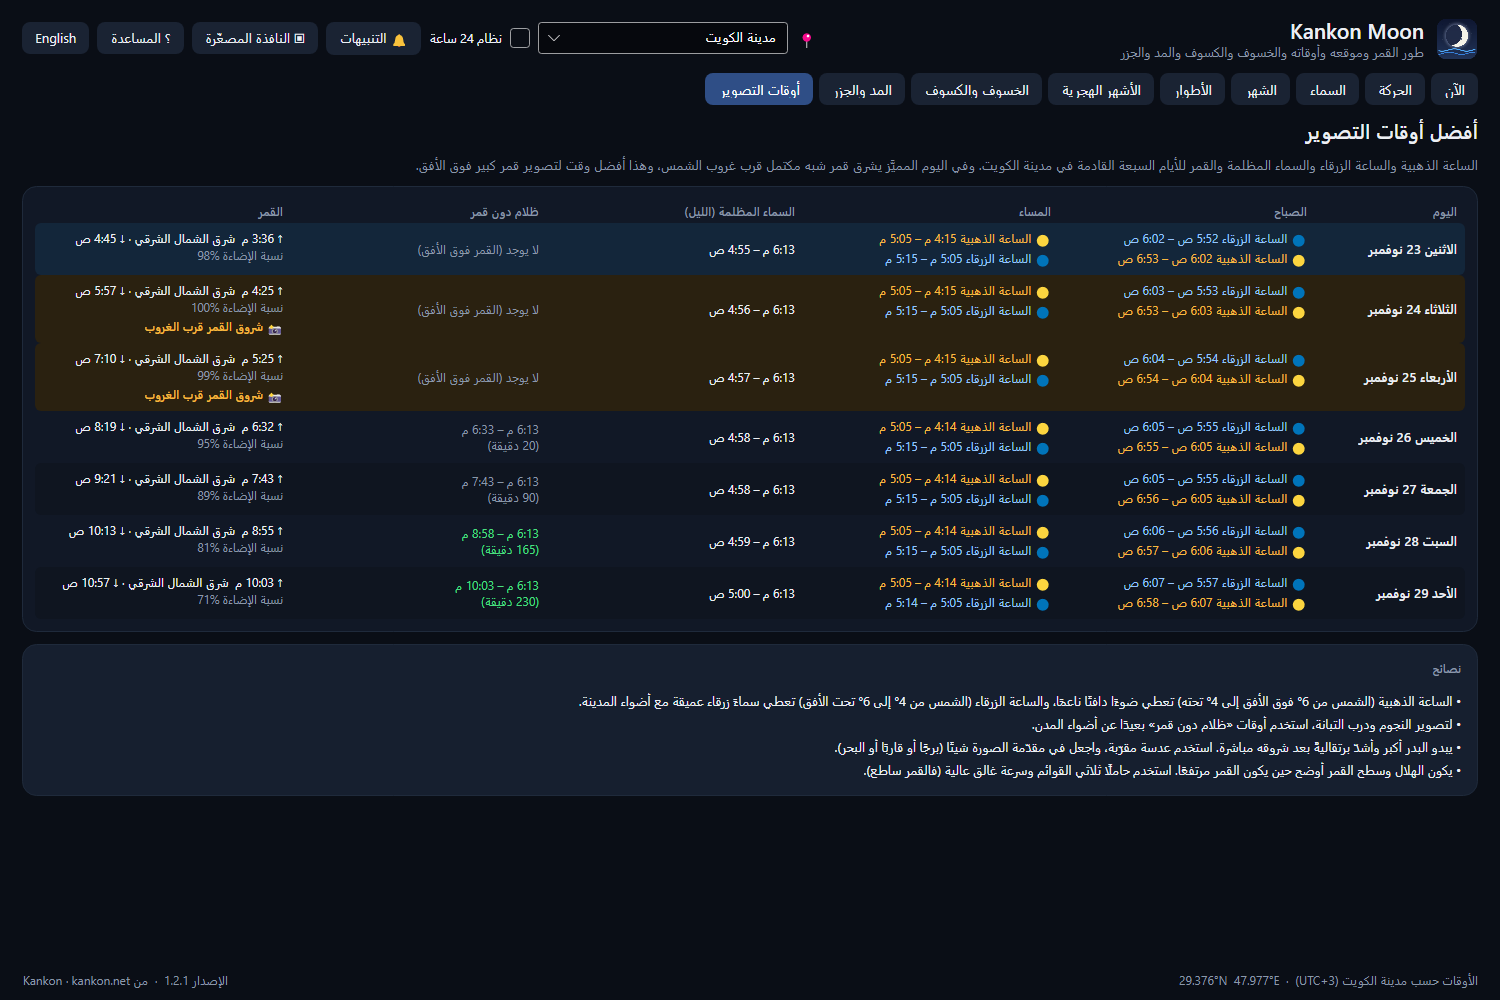 Kankon Moon
طور القمر وموقعه وأوقاته والخسوف والكسوف والمد والجزر
مدينة الكويت
نظام 24 ساعة
التنبيهات
النافذة المصغّرة
؟ المساعدة
English
الآن
الحركة
السماء
الشهر
الأطوار
الأشهر الهجرية
الخسوف والكسوف
المد والجزر
أوقات التصوير
أفضل أوقات التصوير
الساعة الذهبية والساعة الزرقاء والسماء المظلمة والقمر للأيام السبعة القادمة في مدينة الكويت. وفي اليوم المميَّز يشرق قمر شبه مكتمل قرب غروب الشمس، وهذا أفضل وقت لتصوير قمر كبير فوق الأفق.
اليوم الصباح المساء السماء المظلمة (الليل) ظلام دون قمر القمر
الاثنين 23 نوفمبر
الساعة الزرقاء 5:52 ص – 6:02 ص
الساعة الذهبية 6:02 ص – 6:53 ص
الساعة الذهبية 4:15 م – 5:05 م
الساعة الزرقاء 5:05 م – 5:15 م
6:13 م – 4:55 ص
لا يوجد (القمر فوق الأفق)
↑ 3:36 م شرق الشمال الشرقي · ↓ 4:45 ص
نسبة الإضاءة 98%
الثلاثاء 24 نوفمبر
الساعة الزرقاء 5:53 ص – 6:03 ص
الساعة الذهبية 6:03 ص – 6:53 ص
الساعة الذهبية 4:15 م – 5:05 م
الساعة الزرقاء 5:05 م – 5:15 م
6:13 م – 4:56 ص
لا يوجد (القمر فوق الأفق)
↑ 4:25 م شرق الشمال الشرقي · ↓ 5:57 ص
نسبة الإضاءة 100%
شروق القمر قرب الغروب
الأربعاء 25 نوفمبر
الساعة الزرقاء 5:54 ص – 6:04 ص
الساعة الذهبية 6:04 ص – 6:54 ص
الساعة الذهبية 4:15 م – 5:05 م
الساعة الزرقاء 5:05 م – 5:15 م
6:13 م – 4:57 ص
لا يوجد (القمر فوق الأفق)
↑ 5:25 م شرق الشمال الشرقي · ↓ 7:10 ص
نسبة الإضاءة 99%
شروق القمر قرب الغروب
الخميس 26 نوفمبر
الساعة الزرقاء 5:55 ص – 6:05 ص
الساعة الذهبية 6:05 ص – 6:55 ص
الساعة الذهبية 4:14 م – 5:05 م
الساعة الزرقاء 5:05 م – 5:15 م
6:13 م – 4:58 ص
6:13 م – 6:33 م
(20 دقيقة)
↑ 6:32 م شرق الشمال الشرقي · ↓ 8:19 ص
نسبة الإضاءة 95%
الجمعة 27 نوفمبر
الساعة الزرقاء 5:55 ص – 6:05 ص
الساعة الذهبية 6:05 ص – 6:56 ص
الساعة الذهبية 4:14 م – 5:05 م
الساعة الزرقاء 5:05 م – 5:15 م
6:13 م – 4:58 ص
6:13 م – 7:43 م
(90 دقيقة)
↑ 7:43 م شرق الشمال الشرقي · ↓ 9:21 ص
نسبة الإضاءة 89%
السبت 28 نوفمبر
الساعة الزرقاء 5:56 ص – 6:06 ص
الساعة الذهبية 6:06 ص – 6:57 ص
الساعة الذهبية 4:14 م – 5:05 م
الساعة الزرقاء 5:05 م – 5:15 م
6:13 م – 4:59 ص
6:13 م – 8:58 م
(165 دقيقة)
↑ 8:55 م شرق الشمال الشرقي · ↓ 10:13 ص
نسبة الإضاءة 81%
الأحد 29 نوفمبر
الساعة الزرقاء 5:57 ص – 6:07 ص
الساعة الذهبية 6:07 ص – 6:58 ص
الساعة الذهبية 4:14 م – 5:05 م
الساعة الزرقاء 5:05 م – 5:14 م
6:13 م – 5:00 ص
6:13 م – 10:03 م
(230 دقيقة)
↑ 10:03 م شرق الشمال الشرقي · ↓ 10:57 ص
نسبة الإضاءة 71%
نصائح
• الساعة الذهبية (الشمس من 6° فوق الأفق إلى 4° تحته) تعطي ضوءًا دافئًا ناعمًا، والساعة الزرقاء (الشمس من 4° إلى 6° تحت الأفق) تعطي سماءً زرقاء عميقة مع أضواء المدينة.
• لتصوير النجوم ودرب التبانة، استخدم أوقات «ظلام دون قمر» بعيدًا عن أضواء المدن.
• يبدو البدر أكبر وأشدّ برتقاليةً بعد شروقه مباشرة. استخدم عدسة مقرّبة، واجعل في مقدّمة الصورة شيئًا (برجًا أو قاربًا أو البحر).
• يكون الهلال وسطح القمر أوضح حين يكون القمر مرتفعًا. استخدم حاملًا ثلاثي القوائم وسرعة غالق عالية (فالقمر ساطع).
الأوقات حسب مدينة الكويت (UTC+3) · 29.376°N 47.977°E
الإصدار 1.2.1 · من Kankon · kankon.net